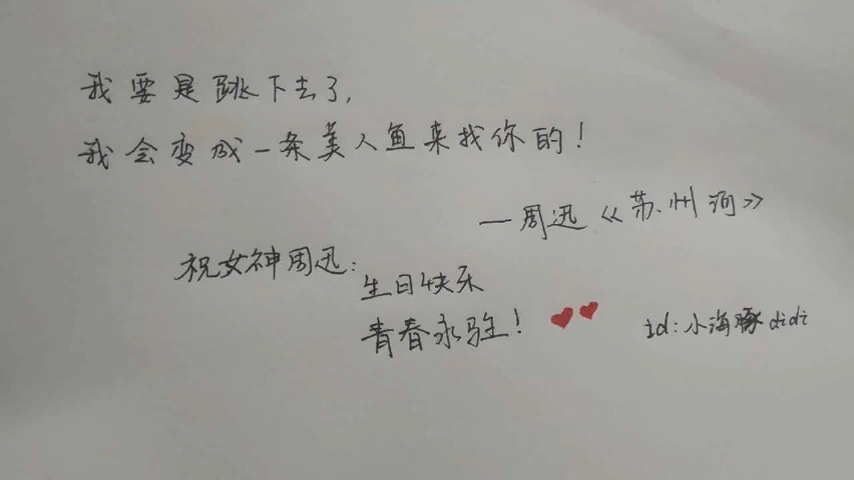 我要是跳下去了，
我会变成一条美人鱼来找你的！
—周迅《苏州河》
祝女神周迅：
生日快乐
青春永驻！
id：小海豚didi